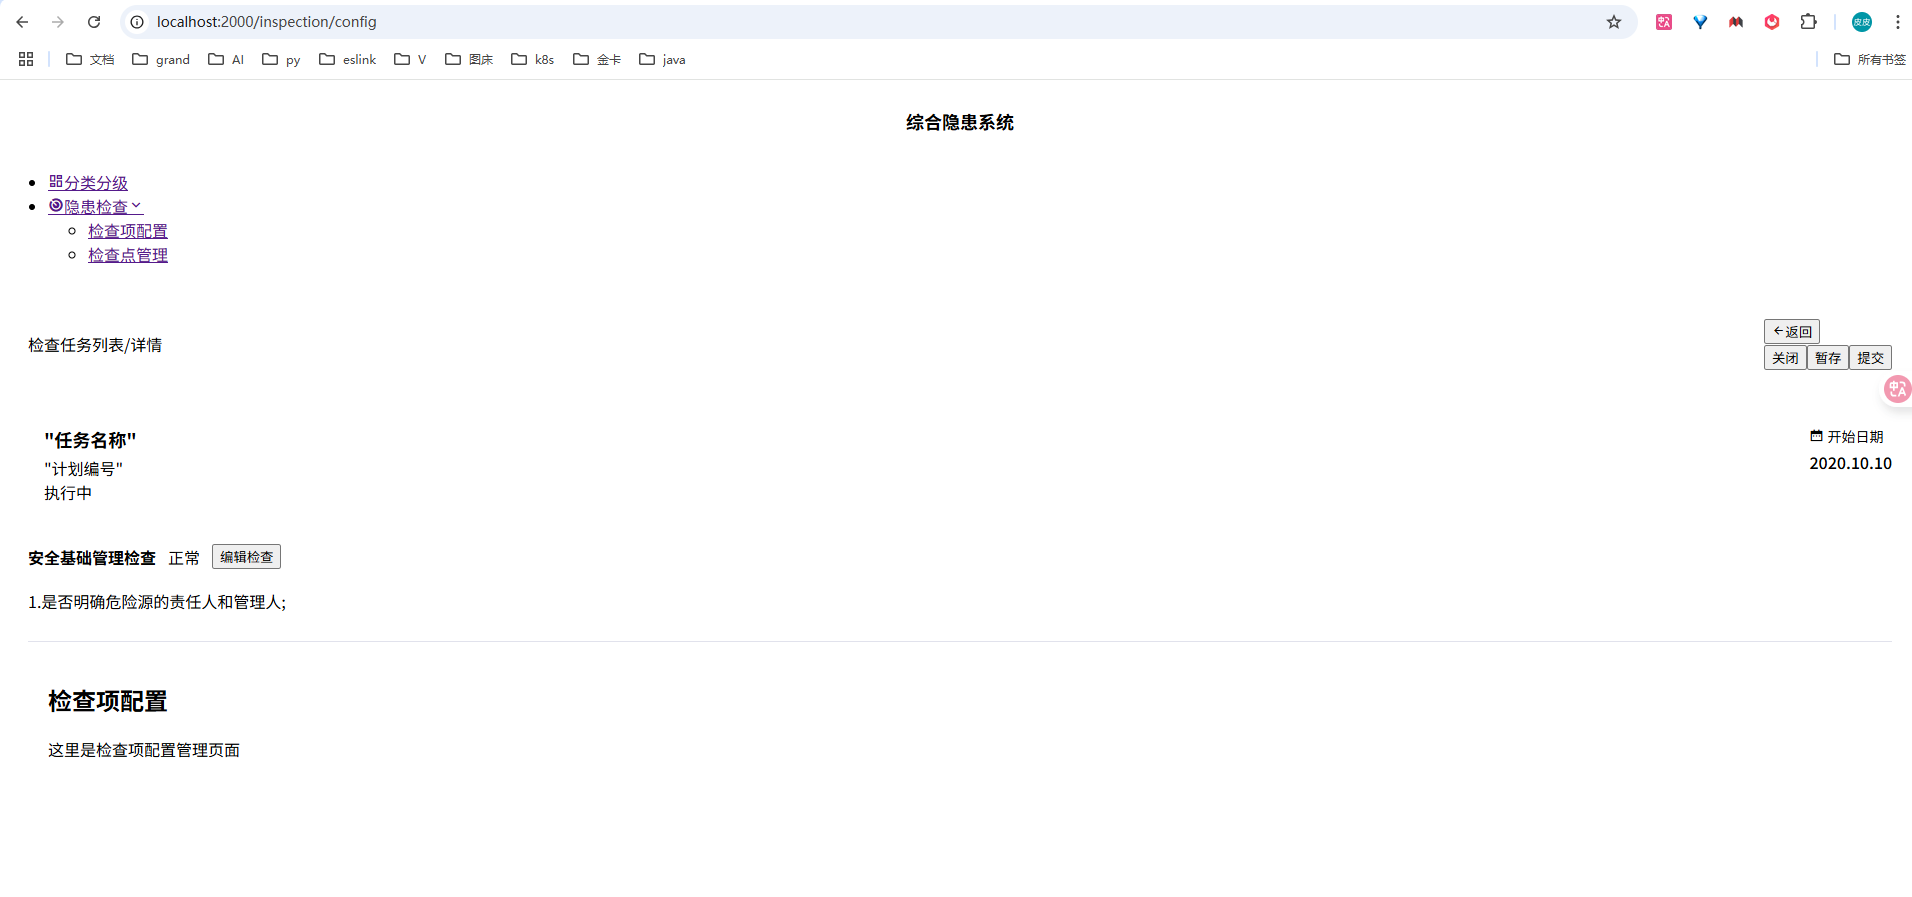 localhost:2000/inspection/config
文档 grand AI py eslink V 图床 k8s 金卡 java 所有书签
综合隐患系统
分类分级
隐患检查
检查项配置
检查点管理
检查任务列表/详情
返回
关闭 暂存 提交
"任务名称"
"计划编号"
执行中
开始日期
2020.10.10
安全基础管理检查 正常 编辑检查
1.是否明确危险源的责任人和管理人;
检查项配置
这里是检查项配置管理页面